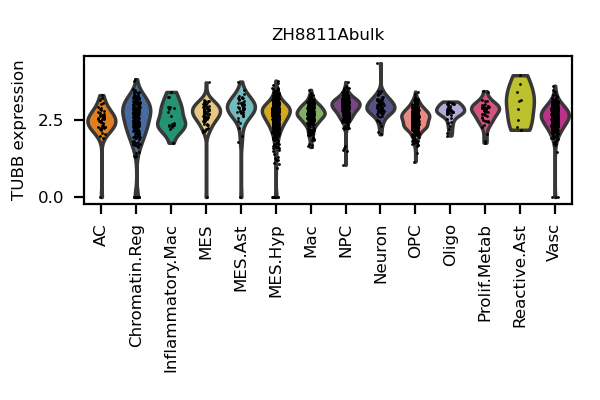 ZH8811Abulk
TUBB expression
2.5
0.0
AC
Chromatin.Reg
Inflammatory.Mac
MES
MES.Ast
MES.Hyp
Mac
NPC
Neuron
OPC
Oligo
Prolif.Metab
Reactive.Ast
Vasc